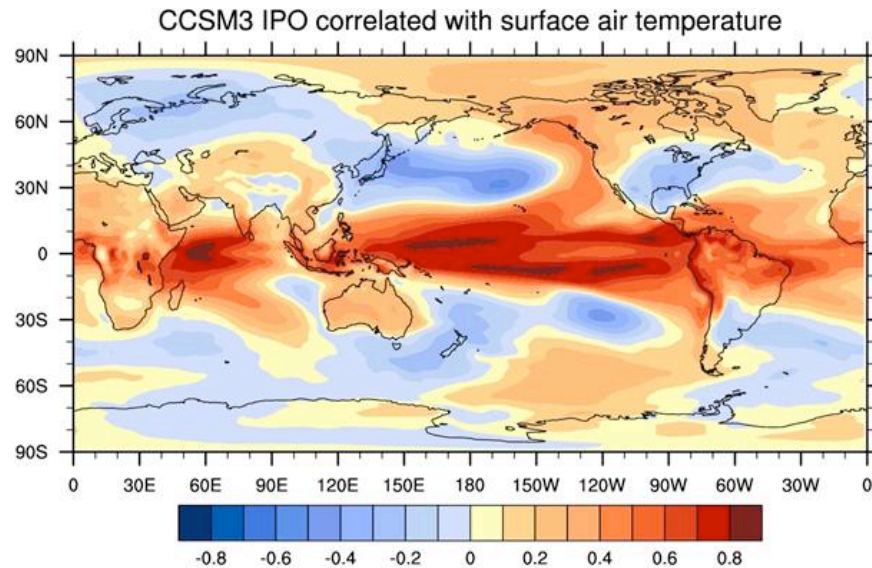 CCSM3 IPO correlated with surface air temperature
90N
60N
30N
0
30S
60S
90S
0 30E 60E 90E 120E 150E 180 150W 120W 90W 60W 30W 0
-0.8 -0.6 -0.4 -0.2 0 0.2 0.4 0.6 0.8